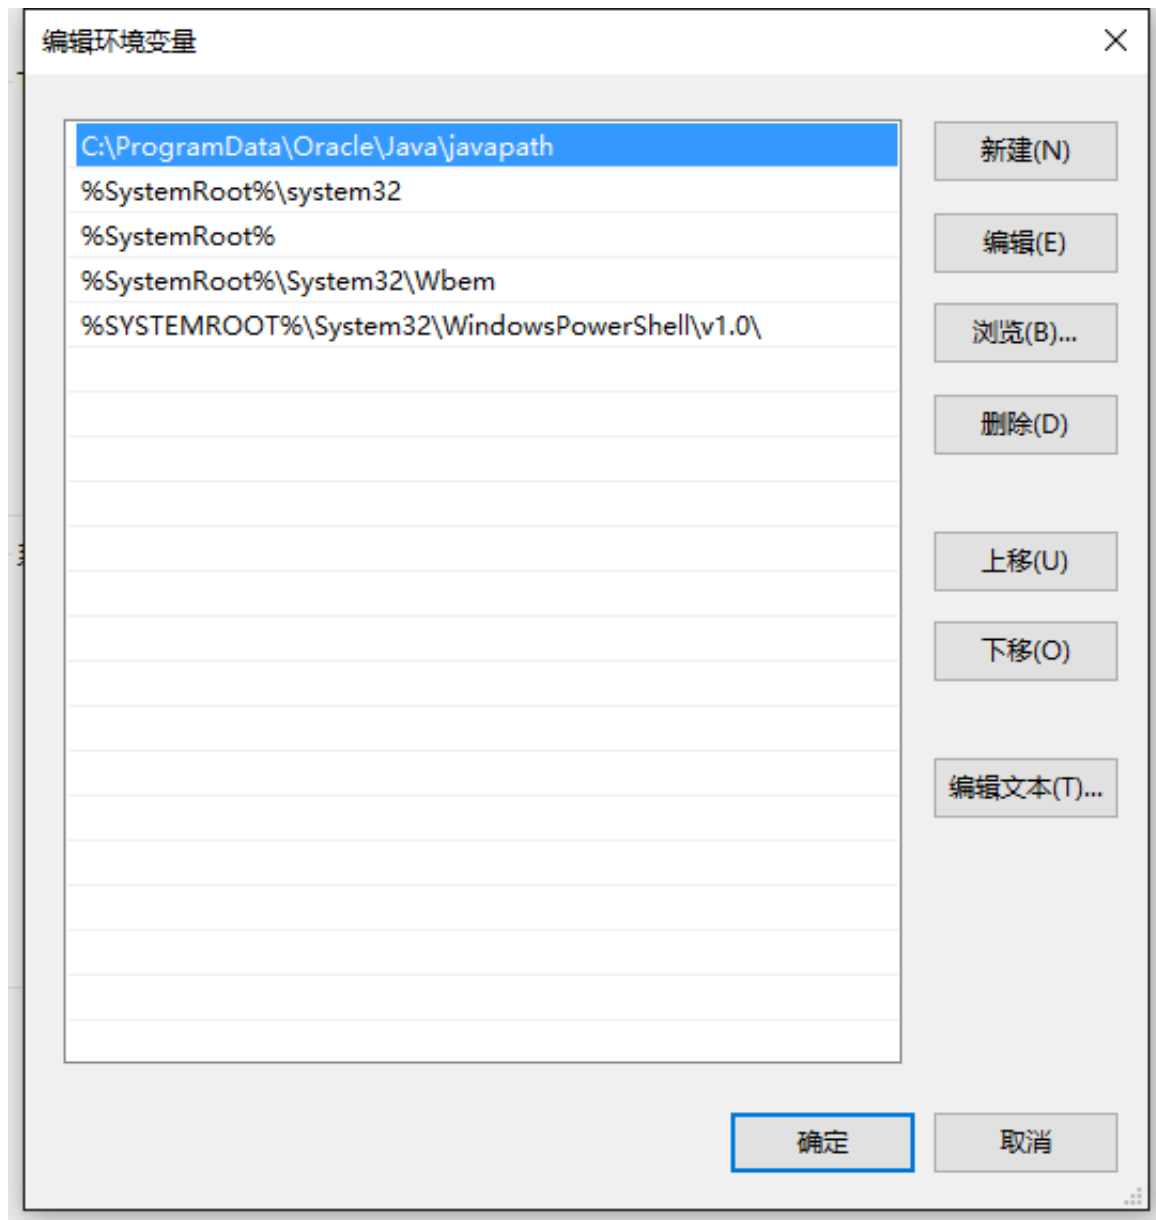 编辑环境变量
C:\ProgramData\Oracle\Java\javapath
%SystemRoot%\system32
%SystemRoot%
%SystemRoot%\System32\Wbem
%SYSTEMROOT%\System32\WindowsPowerShell\v1.0\
新建(N)
编辑(E)
浏览(B)...
删除(D)
上移(U)
下移(O)
编辑文本(T)...
确定
取消